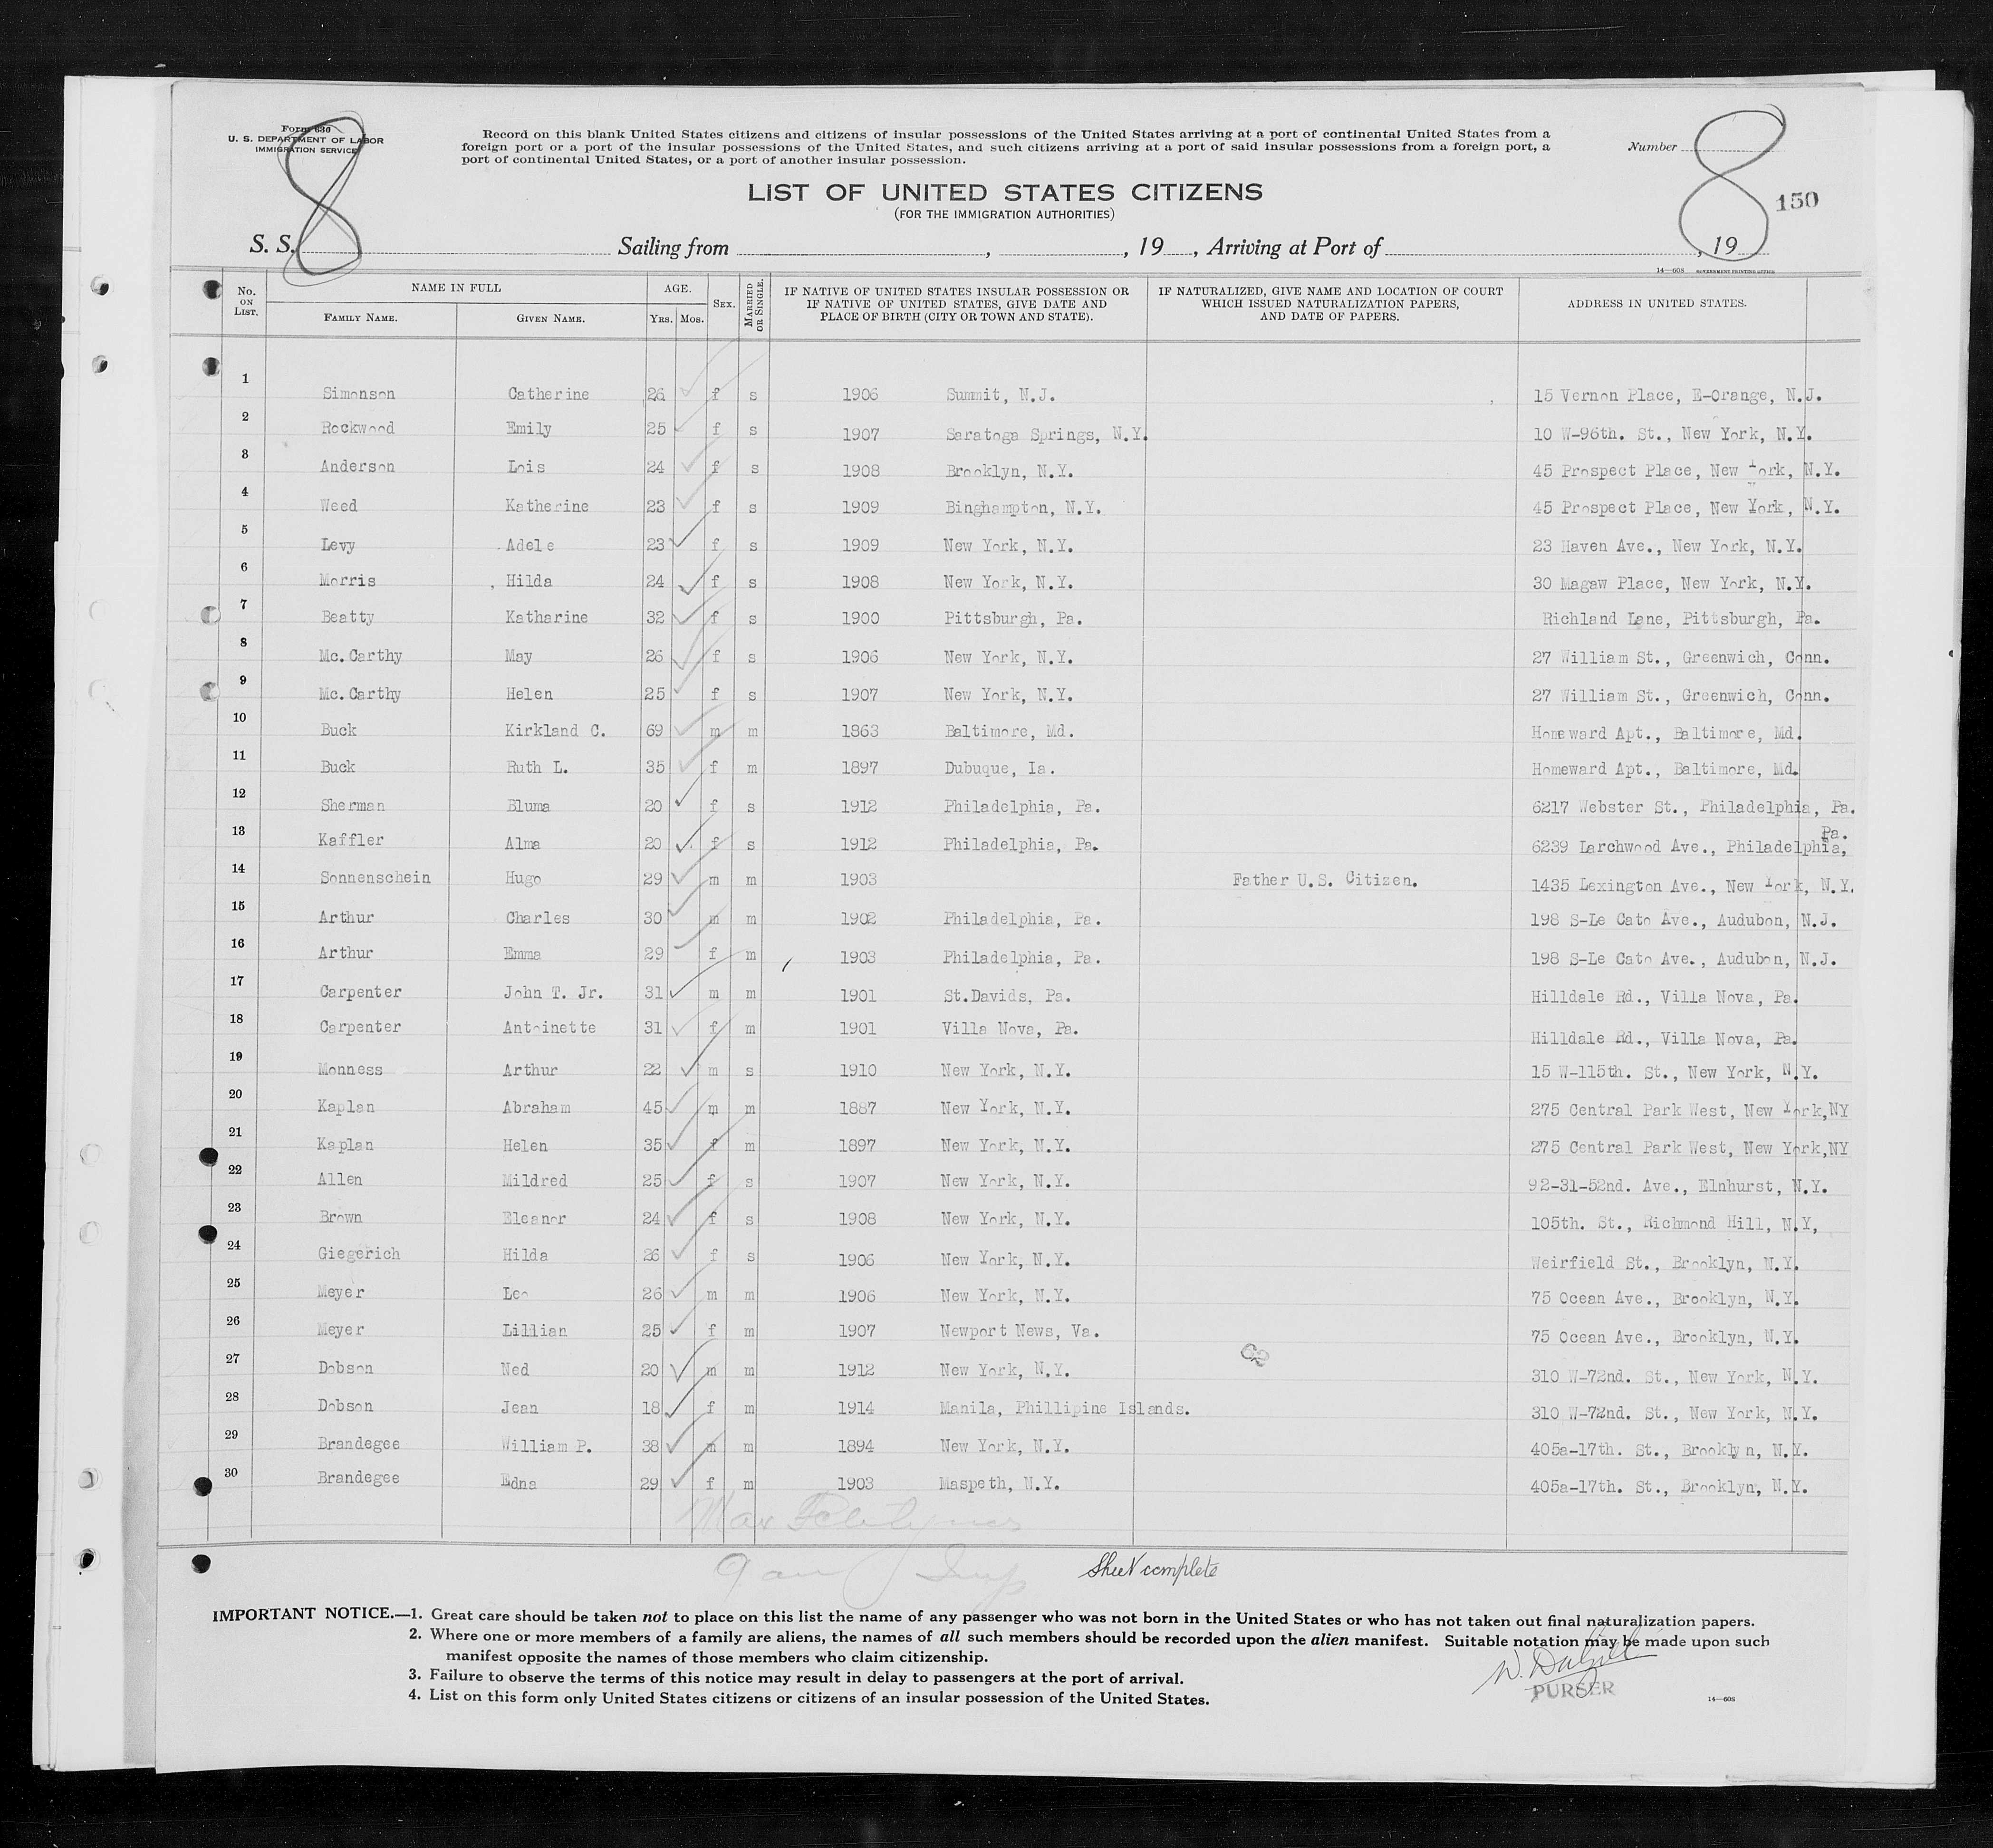 Form 630
U. S. DEPARTMENT OF LABOR
IMMIGRATION SERVICE
Record on this blank United States citizens and citizens of insular possessions of the United States arriving at a port of continental United States from a
foreign port or a port of the insular possessions of the United States, and such citizens arriving at a port of said insular possessions from a foreign port, a
port of continental United States, or a port of another insular possession.
Number
8
8
150
LIST OF UNITED STATES CITIZENS
(FOR THE IMMIGRATION AUTHORITIES)
S. S. Sailing from , , 19 , Arriving at Port of , 19
14—608 GOVERNMENT PRINTING OFFICE
No. ON LIST. NAME IN FULL FAMILY NAME. GIVEN NAME. AGE. YRS. MOS. SEX. MARRIED OR SINGLE. IF NATIVE OF UNITED STATES INSULAR POSSESSION OR IF NATIVE OF UNITED STATES, GIVE DATE AND PLACE OF BIRTH (CITY OR TOWN AND STATE). IF NATURALIZED, GIVE NAME AND LOCATION OF COURT WHICH ISSUED NATURALIZATION PAPERS, AND DATE OF PAPERS. ADDRESS IN UNITED STATES.
1 Simonson Catherine 26 f s 1906 Summit, N.J. 15 Vernon Place, E-Orange, N.J.
2 Rockwood Emily 25 f s 1907 Saratoga Springs, N.Y. 10 W-96th. St., New York, N.Y.
3 Anderson Lois 24 f s 1908 Brooklyn, N.Y. 45 Prospect Place, New York, N.Y.
4 Weed Katherine 23 f s 1909 Binghampton, N.Y. 45 Prospect Place, New York, N.Y.
5 Levy Adele 23 f s 1909 New York, N.Y. 23 Haven Ave., New York, N.Y.
6 Morris Hilda 24 f s 1908 New York, N.Y. 30 Magaw Place, New York, N.Y.
7 Beatty Katharine 32 f s 1900 Pittsburgh, Pa. Richland Lane, Pittsburgh, Pa.
8 Mc.Carthy May 26 f s 1906 New York, N.Y. 27 William St., Greenwich, Conn.
9 Mc.Carthy Helen 25 f s 1907 New York, N.Y. 27 William St., Greenwich, Conn.
10 Buck Kirkland C. 69 m m 1863 Baltimore, Md. Homeward Apt., Baltimore, Md.
11 Buck Ruth L. 35 f m 1897 Dubuque, Ia. Homeward Apt., Baltimore, Md.
12 Sherman Bluma 20 f s 1912 Philadelphia, Pa. 6217 Webster St., Philadelphia, Pa.
13 Kaffler Alma 20 f s 1912 Philadelphia, Pa. 6239 Larchwood Ave., Philadelphia, Pa.
14 Sonnenschein Hugo 29 m m 1903 Father U.S. Citizen. 1435 Lexington Ave., New York, N.Y.
15 Arthur Charles 30 m m 1902 Philadelphia, Pa. 198 S-Le Cato Ave., Audubon, N.J.
16 Arthur Emma 29 f m 1903 Philadelphia, Pa. 198 S-Le Cato Ave., Audubon, N.J.
17 Carpenter John T. Jr. 31 m m 1901 St.Davids, Pa. Hilldale Rd., Villa Nova, Pa.
18 Carpenter Antoinette 31 f m 1901 Villa Nova, Pa. Hilldale Rd., Villa Nova, Pa.
19 Monness Arthur 22 m s 1910 New York, N.Y. 15 W-115th. St., New York, N.Y.
20 Kaplan Abraham 45 m m 1887 New York, N.Y. 275 Central Park West, New York,NY
21 Kaplan Helen 35 f m 1897 New York, N.Y. 275 Central Park West, New York,NY
22 Allen Mildred 25 f s 1907 New York, N.Y. 92-31-52nd. Ave., Elnhurst, N.Y.
23 Brown Eleanor 24 f s 1908 New York, N.Y. 105th. St., Richmond Hill, N.Y,
24 Giegerich Hilda 26 f s 1906 New York, N.Y. Weirfield St., Brooklyn, N.Y.
25 Meyer Leo 26 m m 1906 New York, N.Y. 75 Ocean Ave., Brooklyn, N.Y.
26 Meyer Lillian 25 f m 1907 Newport News, Va. 75 Ocean Ave., Brooklyn, N.Y.
27 Dobson Ned 20 m m 1912 New York, N.Y. 310 W-72nd. St., New York, N.Y.
28 Dobson Jean 18 f m 1914 Manila, Phillipine Islands. 310 W-72nd. St., New York, N.Y.
29 Brandegee William P. 38 m m 1894 New York, N.Y. 405a-17th. St., Brooklyn, N.Y.
30 Brandegee Edna 29 f m 1903 Maspeth, N.Y. 405a-17th. St., Brooklyn, N.Y.
Sheet complete
IMPORTANT NOTICE.—1. Great care should be taken not to place on this list the name of any passenger who was not born in the United States or who has not taken out final naturalization papers.
2. Where one or more members of a family are aliens, the names of all such members should be recorded upon the alien manifest. Suitable notation may be made upon such
manifest opposite the names of those members who claim citizenship.
3. Failure to observe the terms of this notice may result in delay to passengers at the port of arrival.
4. List on this form only United States citizens or citizens of an insular possession of the United States.
PURSER
14—608